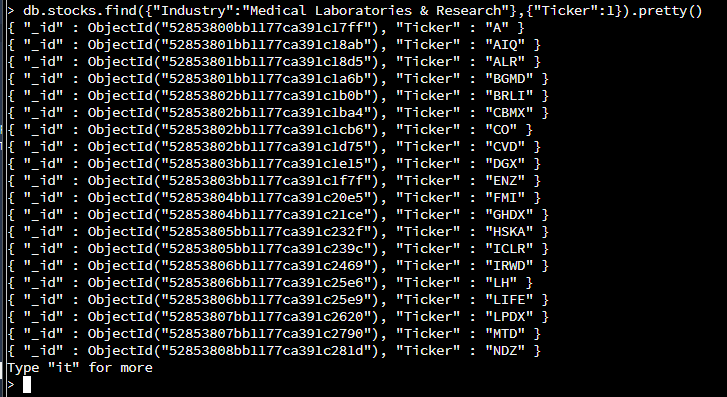 > db.stocks.find({"Industry":"Medical Laboratories & Research"},{"Ticker":1}).pretty()
{ "_id" : ObjectId("52853800bb1177ca391c17ff"), "Ticker" : "A" }
{ "_id" : ObjectId("52853801bb1177ca391c18ab"), "Ticker" : "AIQ" }
{ "_id" : ObjectId("52853801bb1177ca391c18d5"), "Ticker" : "ALR" }
{ "_id" : ObjectId("52853801bb1177ca391c1a6b"), "Ticker" : "BGMD" }
{ "_id" : ObjectId("52853802bb1177ca391c1b0b"), "Ticker" : "BRLI" }
{ "_id" : ObjectId("52853802bb1177ca391c1ba4"), "Ticker" : "CBMX" }
{ "_id" : ObjectId("52853802bb1177ca391c1cb6"), "Ticker" : "CO" }
{ "_id" : ObjectId("52853802bb1177ca391c1d75"), "Ticker" : "CVD" }
{ "_id" : ObjectId("52853803bb1177ca391c1e15"), "Ticker" : "DGX" }
{ "_id" : ObjectId("52853803bb1177ca391c1f7f"), "Ticker" : "ENZ" }
{ "_id" : ObjectId("52853804bb1177ca391c20e5"), "Ticker" : "FMI" }
{ "_id" : ObjectId("52853804bb1177ca391c21ce"), "Ticker" : "GHDX" }
{ "_id" : ObjectId("52853805bb1177ca391c232f"), "Ticker" : "HSKA" }
{ "_id" : ObjectId("52853805bb1177ca391c239c"), "Ticker" : "ICLR" }
{ "_id" : ObjectId("52853806bb1177ca391c2469"), "Ticker" : "IRWD" }
{ "_id" : ObjectId("52853806bb1177ca391c25e6"), "Ticker" : "LH" }
{ "_id" : ObjectId("52853806bb1177ca391c25e9"), "Ticker" : "LIFE" }
{ "_id" : ObjectId("52853807bb1177ca391c2620"), "Ticker" : "LPDX" }
{ "_id" : ObjectId("52853807bb1177ca391c2790"), "Ticker" : "MTD" }
{ "_id" : ObjectId("52853808bb1177ca391c281d"), "Ticker" : "NDZ" }
Type "it" for more
>